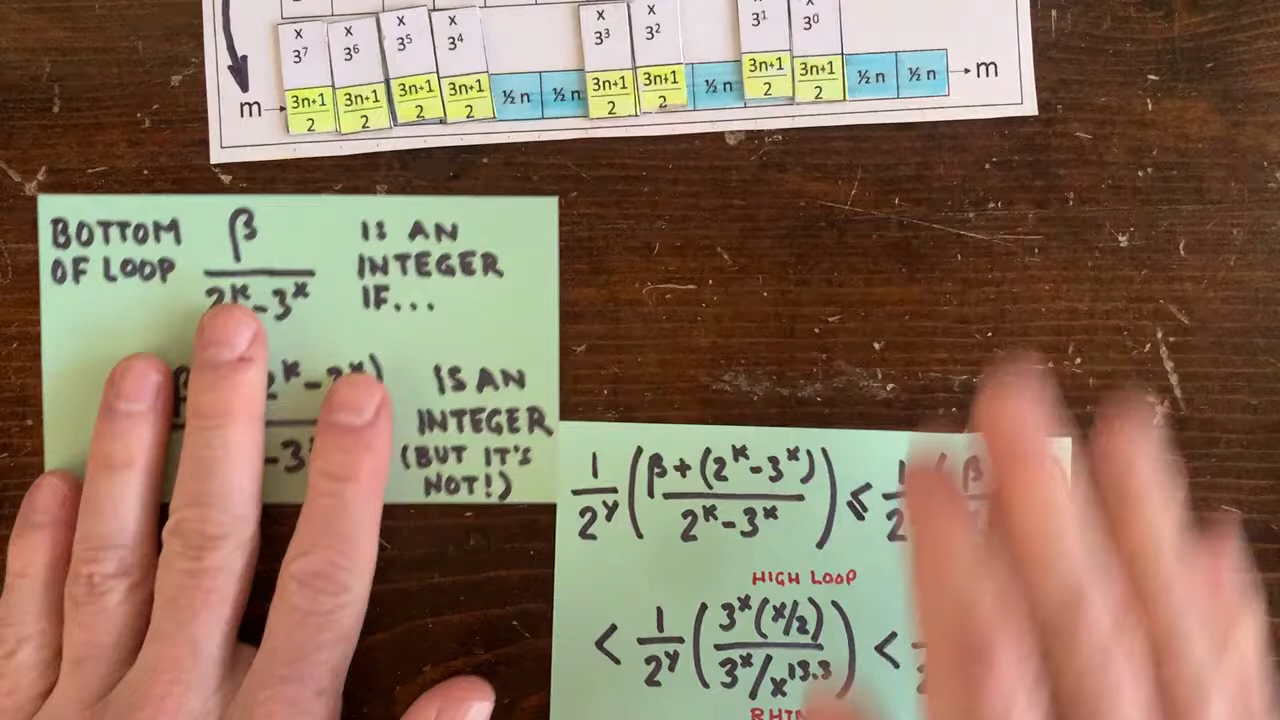 x x x x x x
3⁷ 3⁶ 3⁵ 3⁴ 3³ 3² 3¹ 3⁰
m → 3n+1/2 3n+1/2 3n+1/2 3n+1/2 ½ n ½ n 3n+1/2 3n+1/2 ½ n 3n+1/2 3n+1/2 ½ n ½ n → m
BOTTOM OF LOOP β/(2ᵏ-3ˣ) IS AN INTEGER IF...
IS AN
INTEGER
(BUT IT'S
NOT!)
1/2ʸ ((β+(2ᵏ-3ˣ))/(2ᵏ-3ˣ)) ≤
HIGH LOOP
< 1/2ʸ (3ˣ(x/2)/(3ˣ/x¹³·³)) <